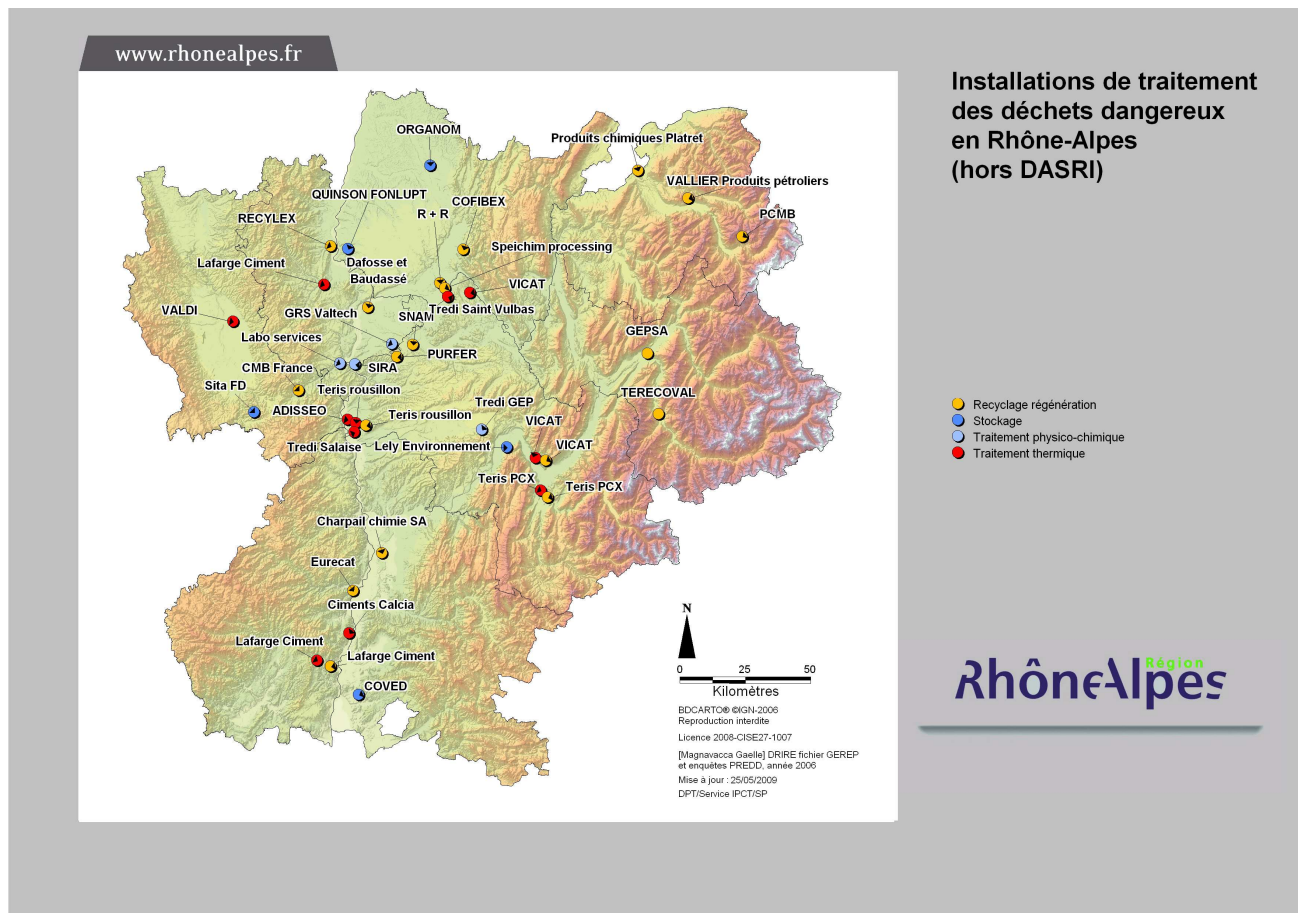 www.rhonealpes.fr
Installations de traitement
des déchets dangereux
en Rhône-Alpes
(hors DASRI)
ORGANOM
Produits chimiques Platret
VALLIER Produits pétroliers
QUINSON FONLUPT
COFIBEX
R + R
PCMB
RECYLEX
Speichim processing
Lafarge Ciment
Dafosse et
Baudassé
VICAT
VALDI
GRS Valtech
SNAM
Tredi Saint Vulbas
GEPSA
Labo services
PURFER
CMB France
SIRA
Sita FD
Teris rousillon
TERECOVAL
ADISSEO
Teris rousillon
Tredi GEP
VICAT
Tredi Salaise
Lely Environnement
VICAT
Teris PCX
Teris PCX
Charpail chimie SA
Eurecat
Ciments Calcia
Lafarge Ciment
Lafarge Ciment
COVED
Recyclage régénération
Stockage
Traitement physico-chimique
Traitement thermique
N
0 25 50
Kilomètres
BDCARTO® ©IGN-2006
Reproduction interdite
Licence 2008-CISE27-1007
[Magnavacca Gaelle] DRIRE fichier GEREP
et enquêtes PREDD, année 2006
Mise à jour : 25/05/2009
DPT/Service IPCT/SP
Région
RhôneAlpes